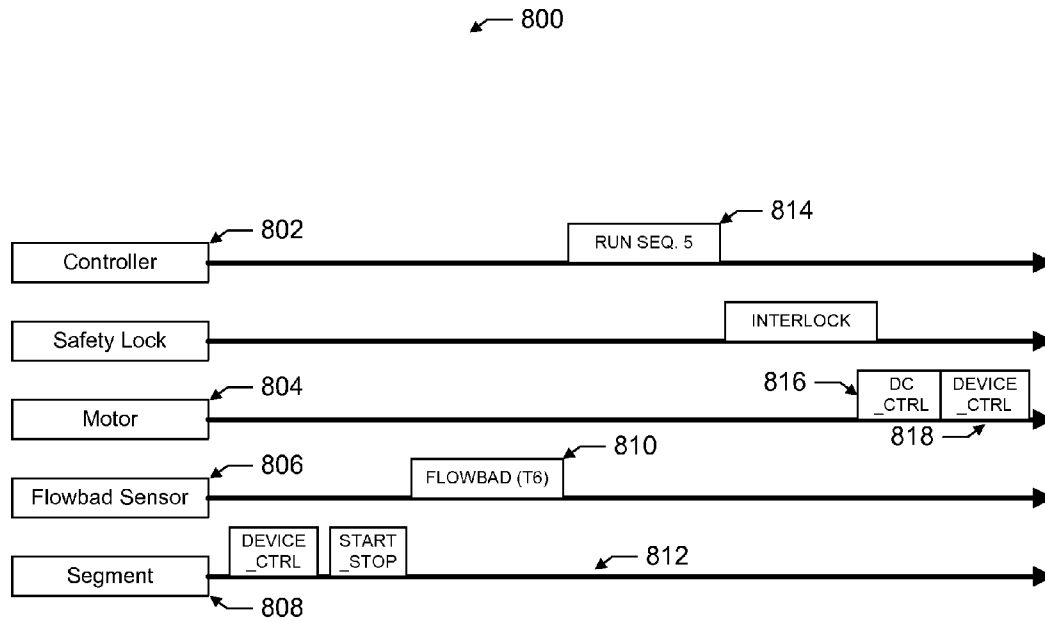 800
802
814
Controller
RUN SEQ. 5
Safety Lock
INTERLOCK
804
816
DC
_CTRL
DEVICE
_CTRL
Motor
818
806
810
Flowbad Sensor
FLOWBAD (T6)
DEVICE
_CTRL
START
_STOP
812
Segment
808